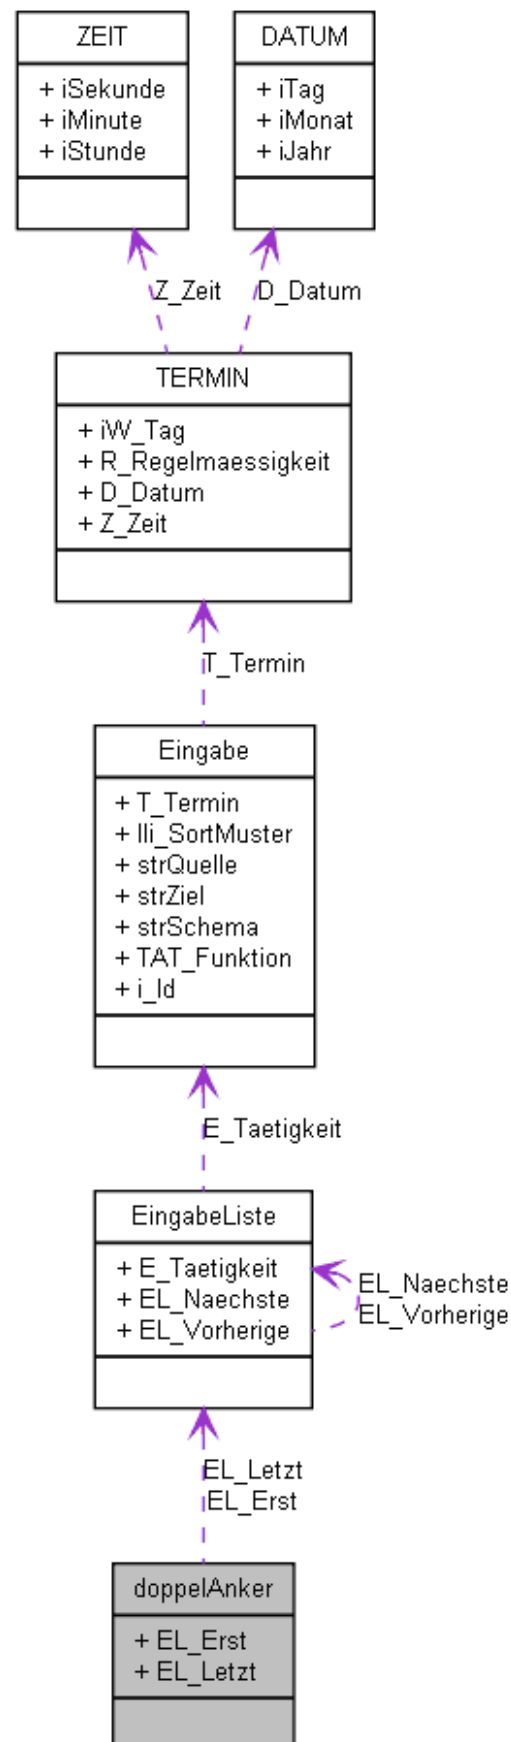 ZEIT
+ iSekunde
+ iMinute
+ iStunde
DATUM
+ iTag
+ iMonat
+ iJahr
Z_Zeit
D_Datum
TERMIN
+ iW_Tag
+ R_Regelmaessigkeit
+ D_Datum
+ Z_Zeit
T_Termin
Eingabe
+ T_Termin
+ lli_SortMuster
+ strQuelle
+ strZiel
+ strSchema
+ TAT_Funktion
+ i_Id
E_Taetigkeit
EingabeListe
+ E_Taetigkeit
+ EL_Naechste
+ EL_Vorherige
EL_Naechste
EL_Vorherige
EL_Letzt
EL_Erst
doppelAnker
+ EL_Erst
+ EL_Letzt